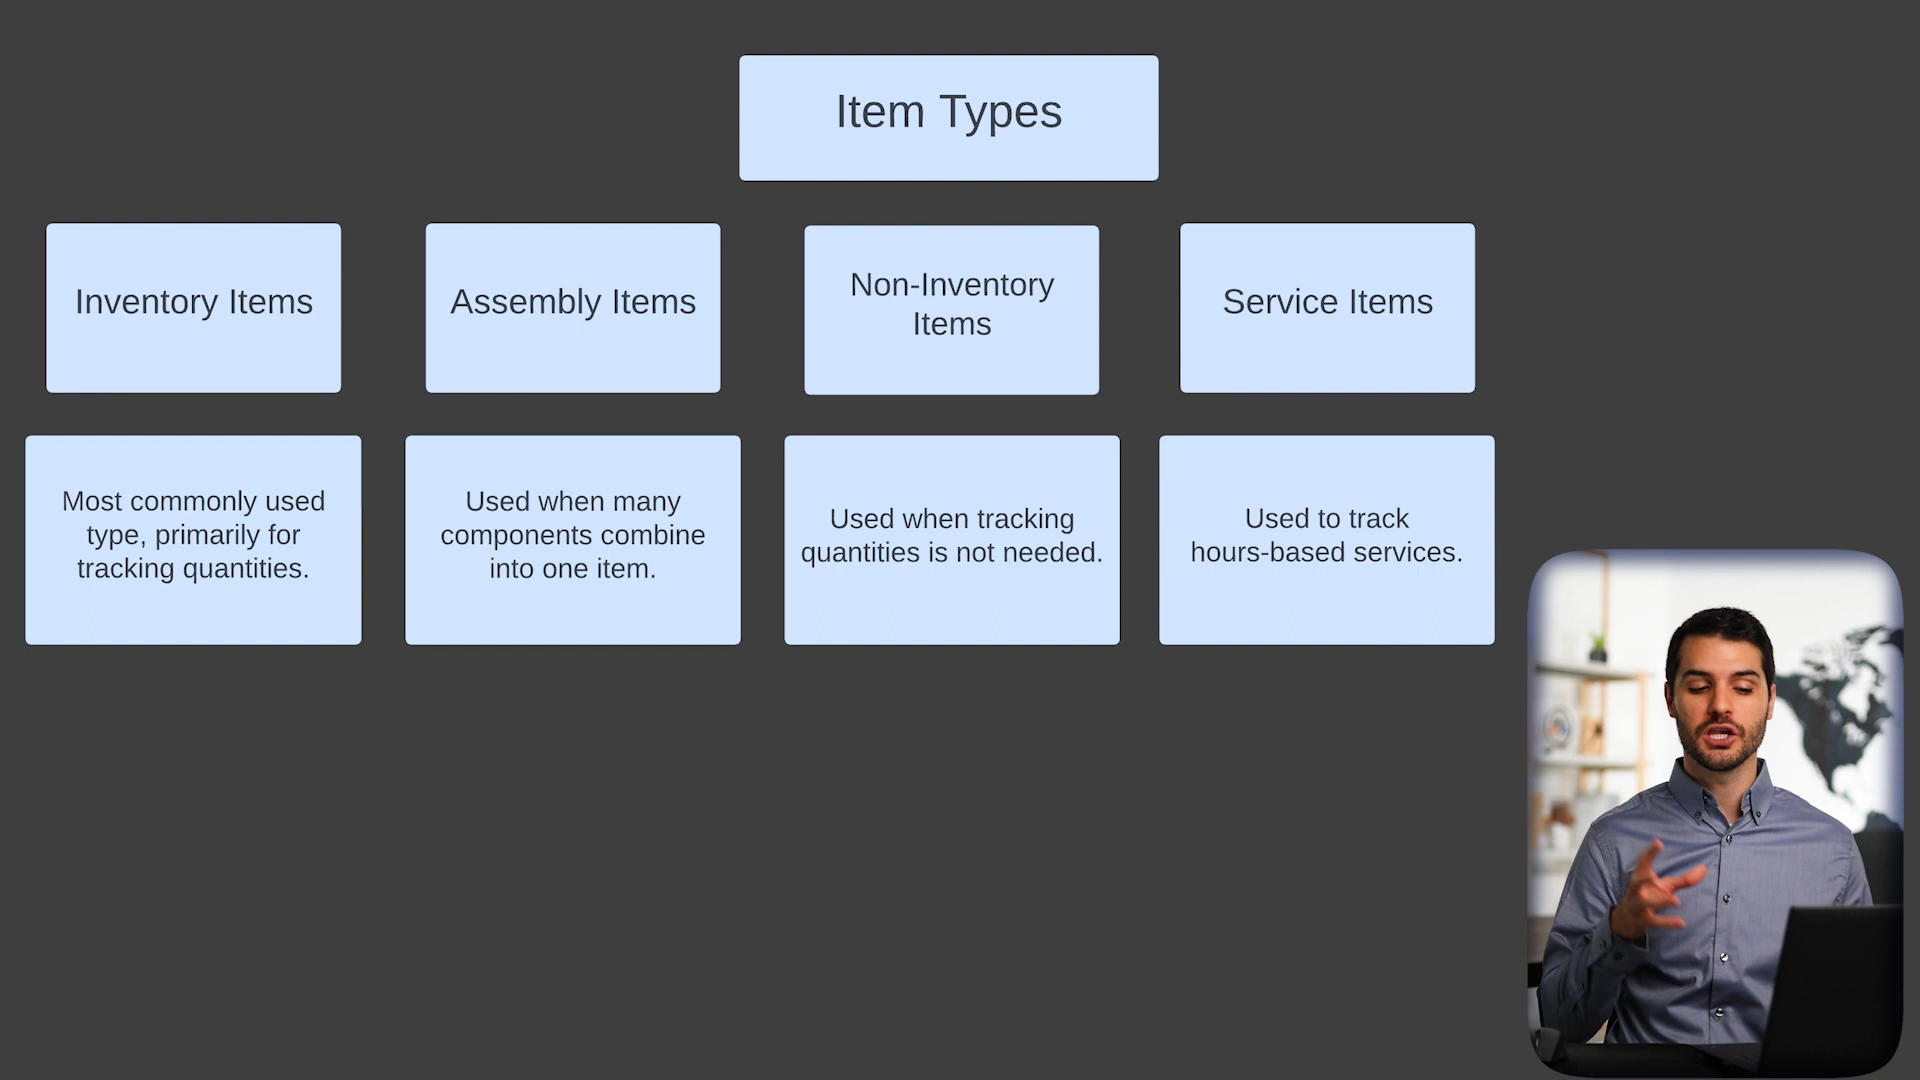 Item Types
Inventory Items
Assembly Items
Non-Inventory
Items
Service Items
Most commonly used
type, primarily for
tracking quantities.
Used when many
components combine
into one item.
Used when tracking
quantities is not needed.
Used to track
hours-based services.